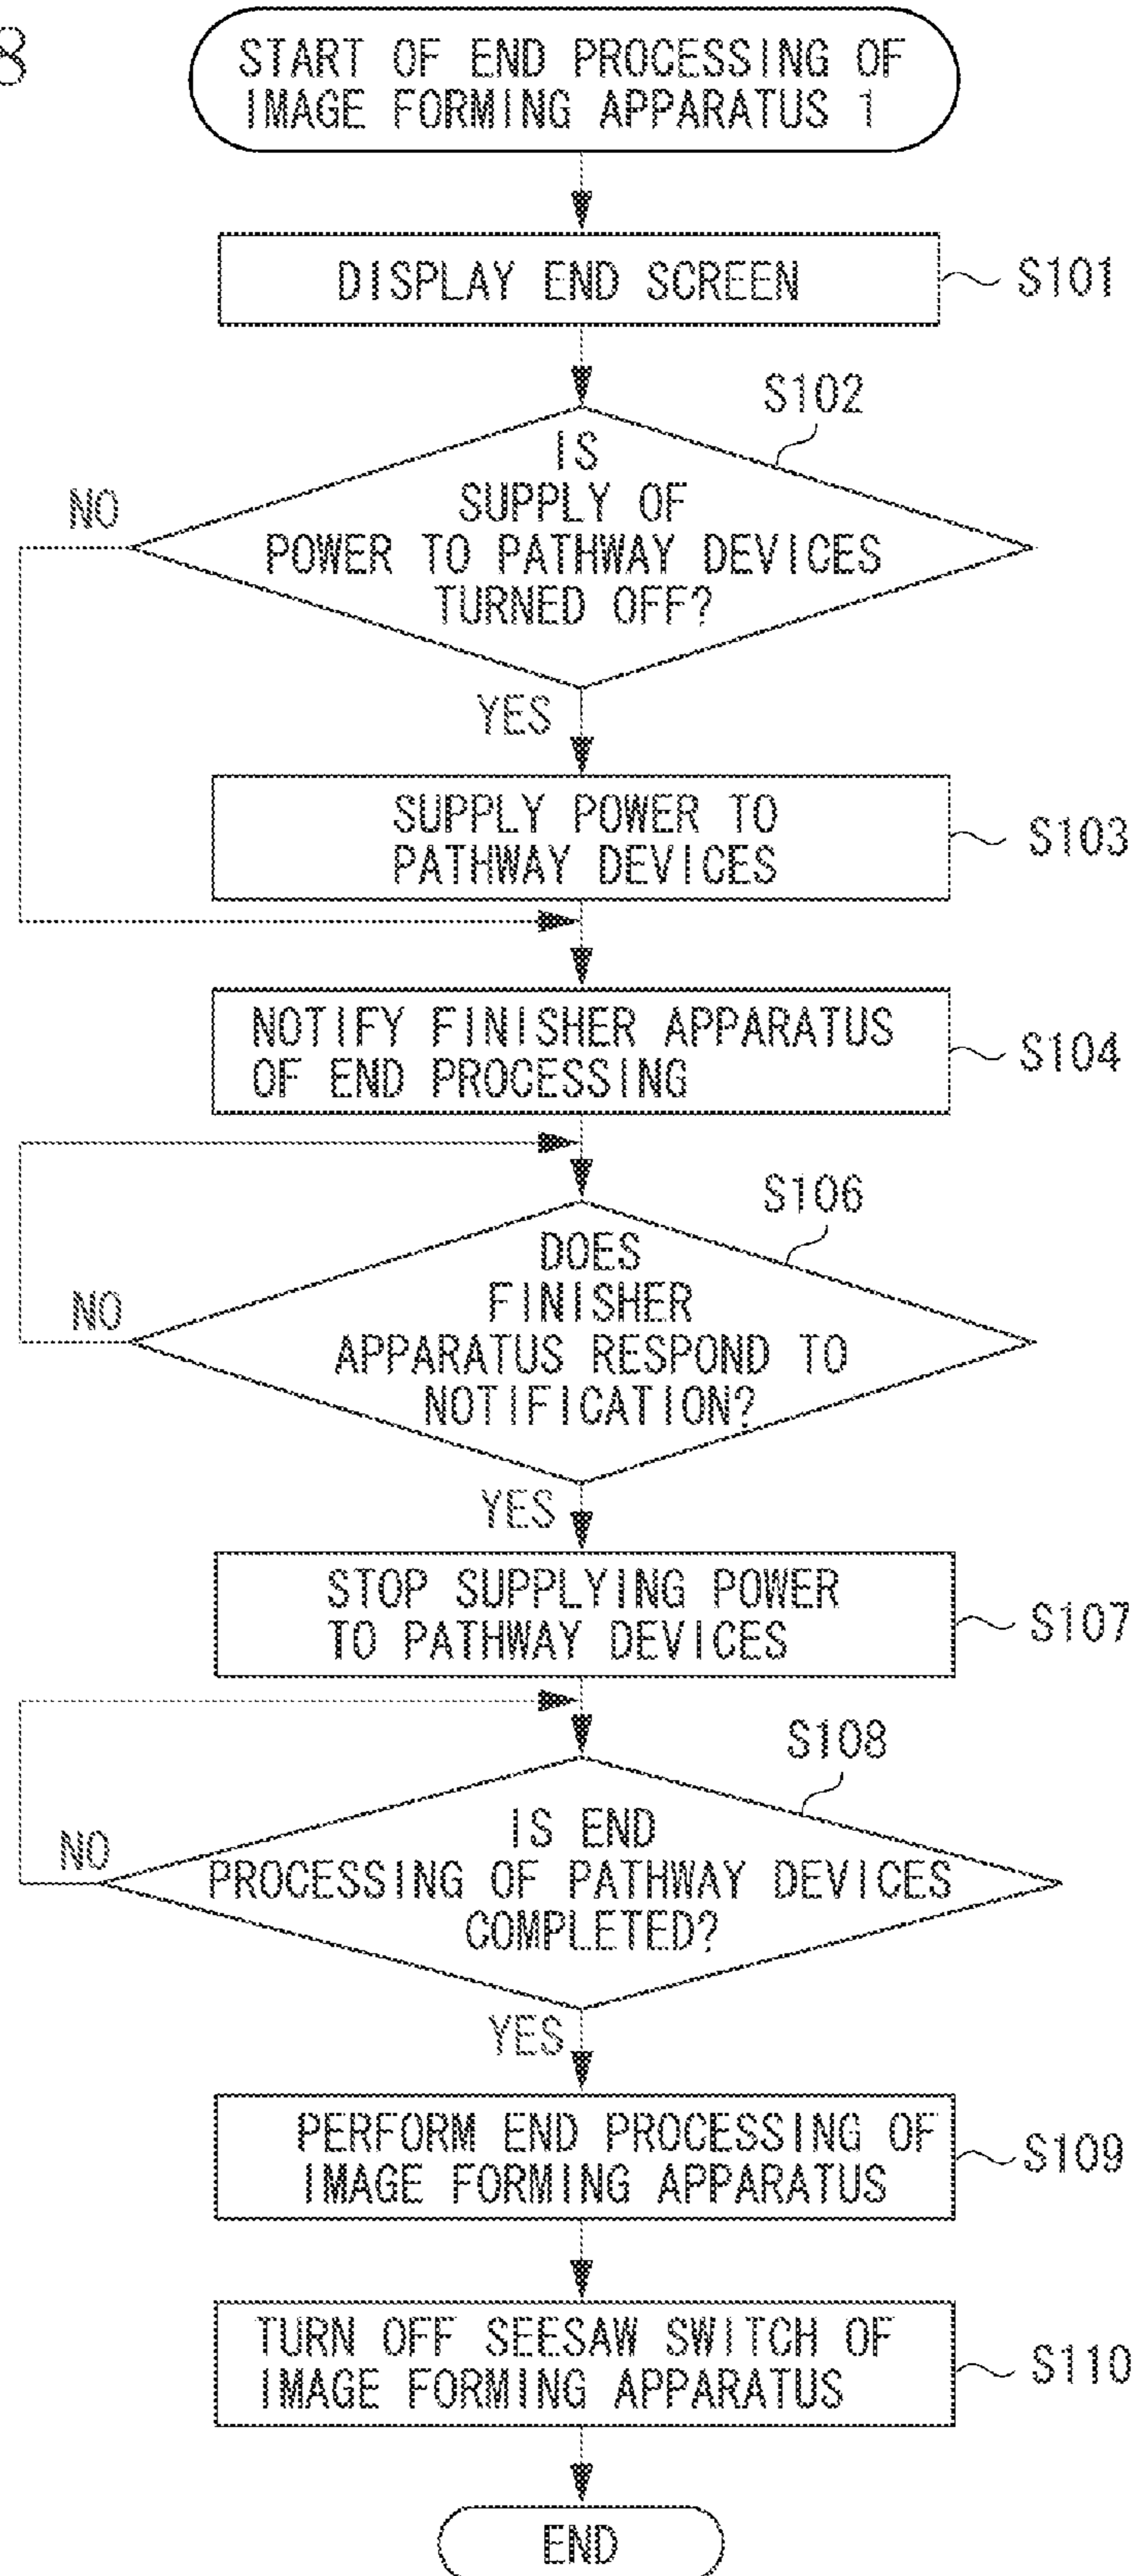 8
START OF END PROCESSING OF
IMAGE FORMING APPARATUS 1
DISPLAY END SCREEN
S101
S102
IS
SUPPLY OF
POWER TO PATHWAY DEVICES
TURNED OFF?
NO
YES
SUPPLY POWER TO
PATHWAY DEVICES
S103
NOTIFY FINISHER APPARATUS
OF END PROCESSING
S104
S106
DOES
FINISHER
APPARATUS RESPOND TO
NOTIFICATION?
NO
YES
STOP SUPPLYING POWER
TO PATHWAY DEVICES
S107
S108
IS END
PROCESSING OF PATHWAY DEVICES
COMPLETED?
NO
YES
PERFORM END PROCESSING OF
IMAGE FORMING APPARATUS
S109
TURN OFF SEESAW SWITCH OF
IMAGE FORMING APPARATUS
S110
END